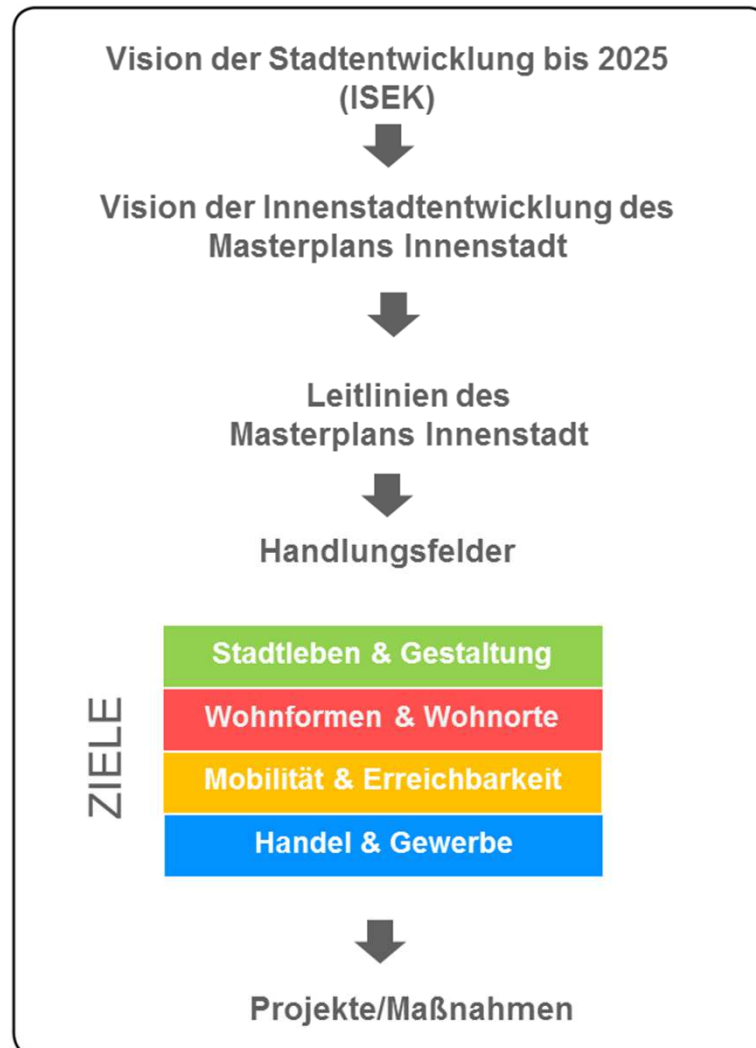 Vision der Stadtentwicklung bis 2025
(ISEK)
Vision der Innenstadtentwicklung des
Masterplans Innenstadt
Leitlinien des
Masterplans Innenstadt
Handlungsfelder
ZIELE
Stadtleben & Gestaltung
Wohnformen & Wohnorte
Mobilität & Erreichbarkeit
Handel & Gewerbe
Projekte/Maßnahmen